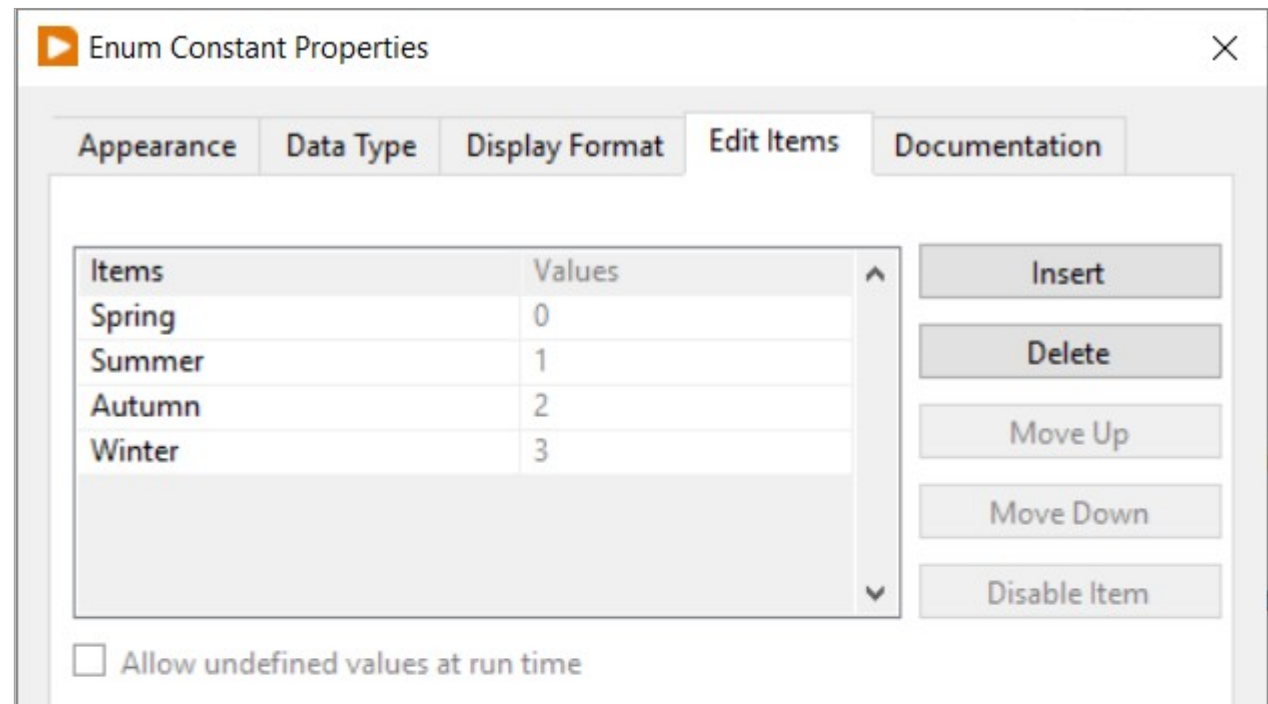 Enum Constant Properties
Appearance Data Type Display Format Edit Items Documentation
Items Values
Spring 0
Summer 1
Autumn 2
Winter 3
Insert
Delete
Move Up
Move Down
Disable Item
Allow undefined values at run time